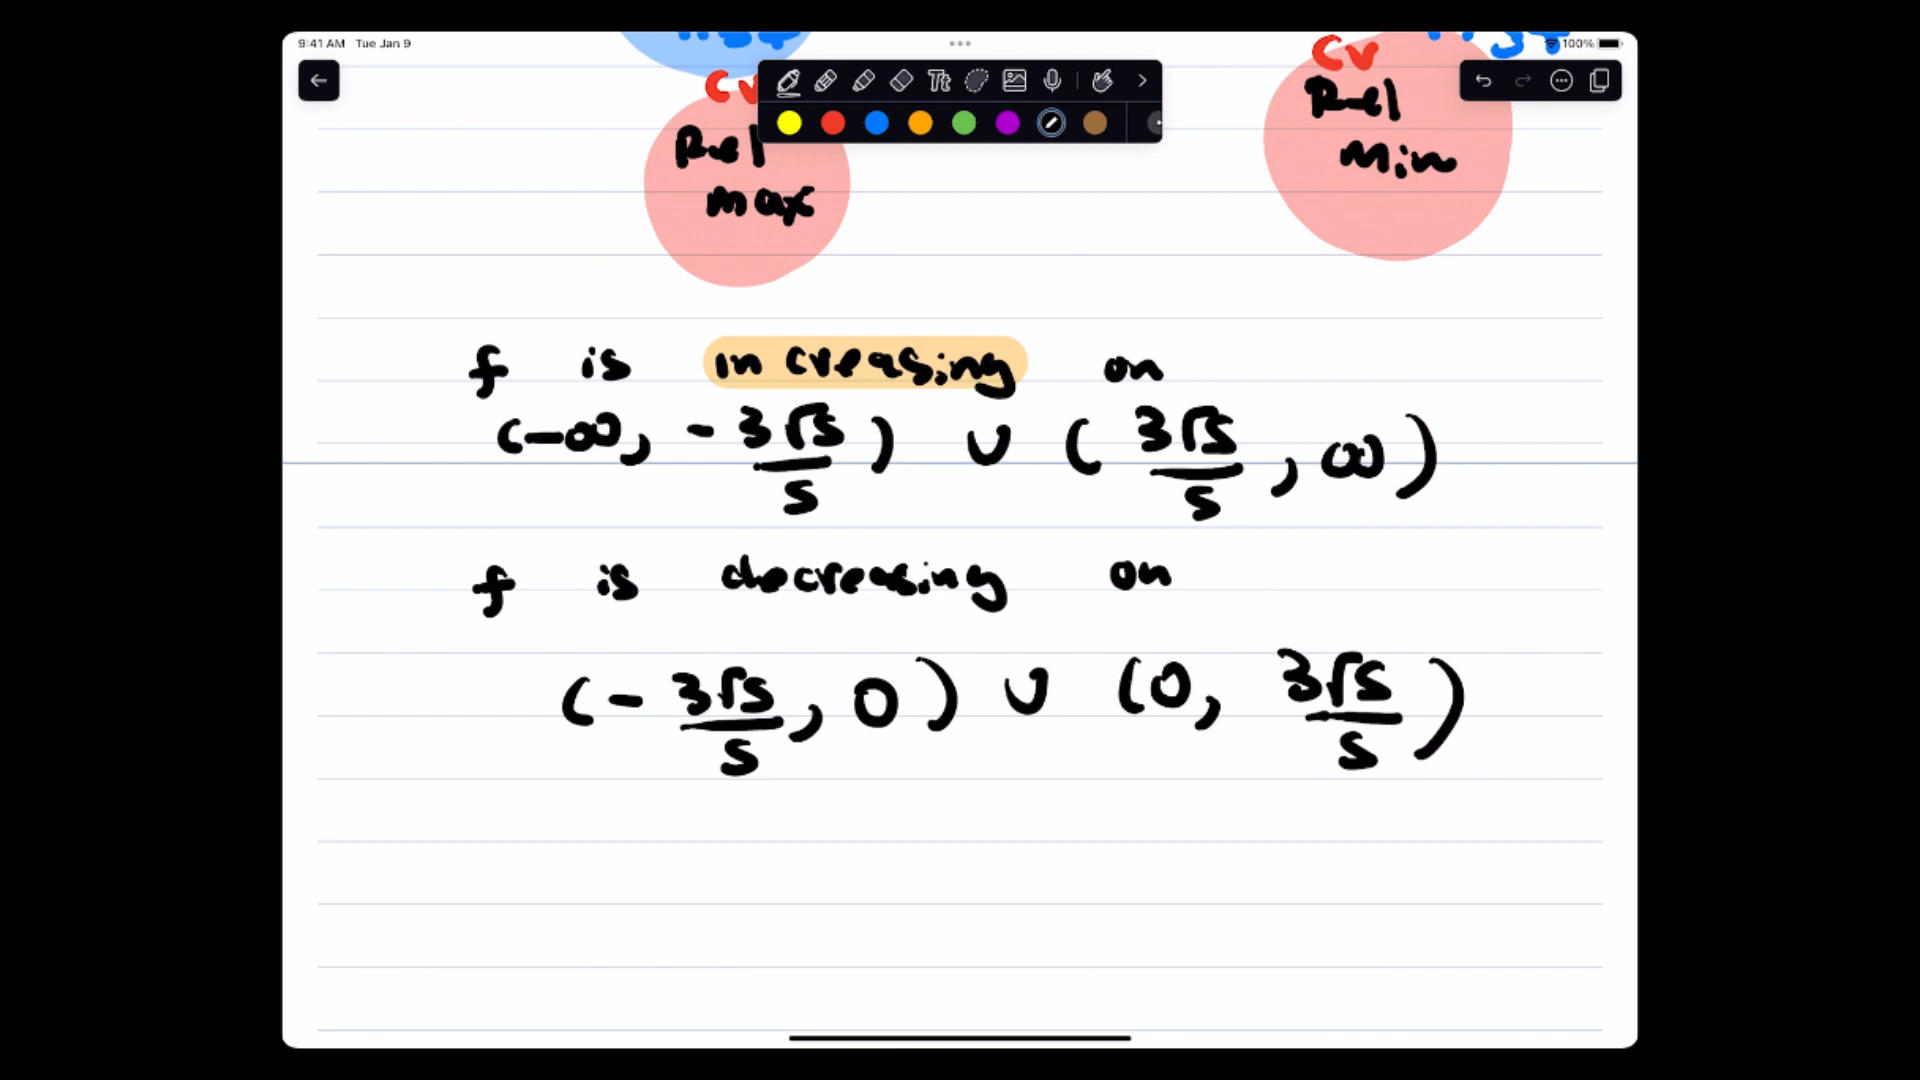 9:41 AM Tue Jan 9
100%
CV
CV
Rel
max
Rel
Min
Tt
f is increasing on
(-∞, -3√5/5) ∪ (3√5/5, ∞)
f is decreasing on
(-3√5/5, 0) ∪ (0, 3√5/5)